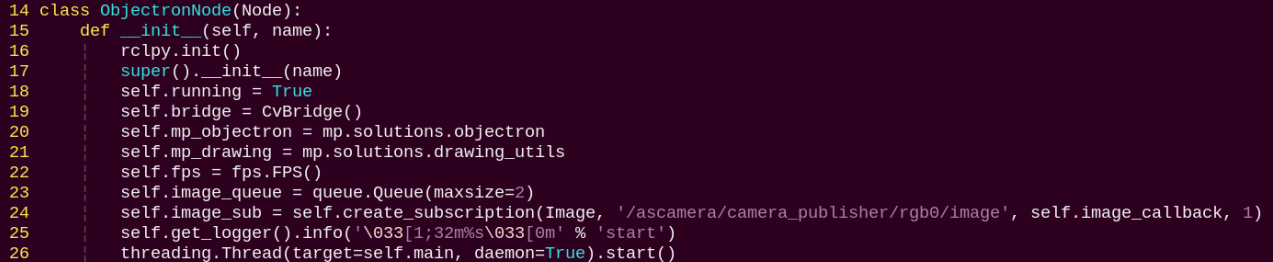 14 class ObjectronNode(Node):
15     def __init__(self, name):
16         rclpy.init()
17         super().__init__(name)
18         self.running = True
19         self.bridge = CvBridge()
20         self.mp_objectron = mp.solutions.objectron
21         self.mp_drawing = mp.solutions.drawing_utils
22         self.fps = fps.FPS()
23         self.image_queue = queue.Queue(maxsize=2)
24         self.image_sub = self.create_subscription(Image, '/ascamera/camera_publisher/rgb0/image', self.image_callback, 1)
25         self.get_logger().info('\033[1;32m%s\033[0m' % 'start')
26         threading.Thread(target=self.main, daemon=True).start()